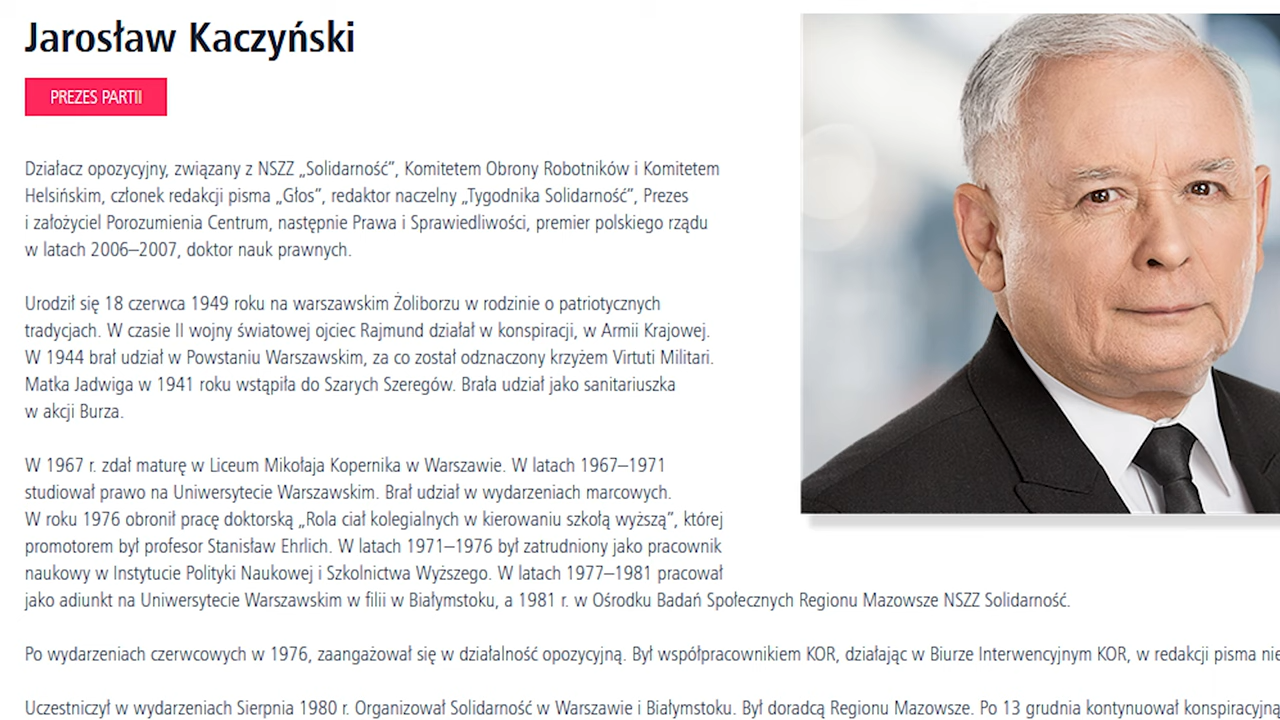 Jarosław Kaczyński
PREZES PARTII
Działacz opozycyjny, związany z NSZZ „Solidarność”, Komitetem Obrony Robotników i Komitetem
Helsińskim, członek redakcji pisma „Głos”, redaktor naczelny „Tygodnika Solidarność”, Prezes
i założyciel Porozumienia Centrum, następnie Prawa i Sprawiedliwości, premier polskiego rządu
w latach 2006–2007, doktor nauk prawnych.
Urodził się 18 czerwca 1949 roku na warszawskim Żoliborzu w rodzinie o patriotycznych
tradycjach. W czasie II wojny światowej ojciec Rajmund działał w konspiracji, w Armii Krajowej.
W 1944 brał udział w Powstaniu Warszawskim, za co został odznaczony krzyżem Virtuti Militari.
Matka Jadwiga w 1941 roku wstąpiła do Szarych Szeregów. Brała udział jako sanitariuszka
w akcji Burza.
W 1967 r. zdał maturę w Liceum Mikołaja Kopernika w Warszawie. W latach 1967–1971
studiował prawo na Uniwersytecie Warszawskim. Brał udział w wydarzeniach marcowych.
W roku 1976 obronił pracę doktorską „Rola ciał kolegialnych w kierowaniu szkołą wyższą”, której
promotorem był profesor Stanisław Ehrlich. W latach 1971–1976 był zatrudniony jako pracownik
naukowy w Instytucie Polityki Naukowej i Szkolnictwa Wyższego. W latach 1977–1981 pracował
jako adiunkt na Uniwersytecie Warszawskim w filii w Białymstoku, a 1981 r. w Ośrodku Badań Społecznych Regionu Mazowsze NSZZ Solidarność.
Po wydarzeniach czerwcowych w 1976, zaangażował się w działalność opozycyjną. Był współpracownikiem KOR, działając w Biurze Interwencyjnym KOR, w redakcji pisma nie
Uczestniczył w wydarzeniach Sierpnia 1980 r. Organizował Solidarność w Warszawie i Białymstoku. Był doradcą Regionu Mazowsze. Po 13 grudnia kontynuował konspiracyjną